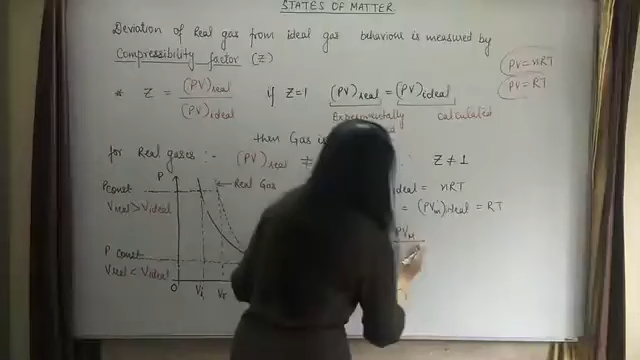 STATES OF MATTER
Deviation of Real gas from ideal gas behaviour is measured by
Compressibility factor (Z)
PV = nRT
PV = RT
* Z = (PV)real / (PV)ideal if Z=1 (PV)real = (PV)ideal
Experimentally calculated
then Gas is
for Real gases :- (PV)real ≠ Z ≠ 1
P
P const Real Gas ideal = nRT
Vreal > Videal = (PVm)ideal = RT
PVm
P const
Vreal < Videal
O Vi Vr